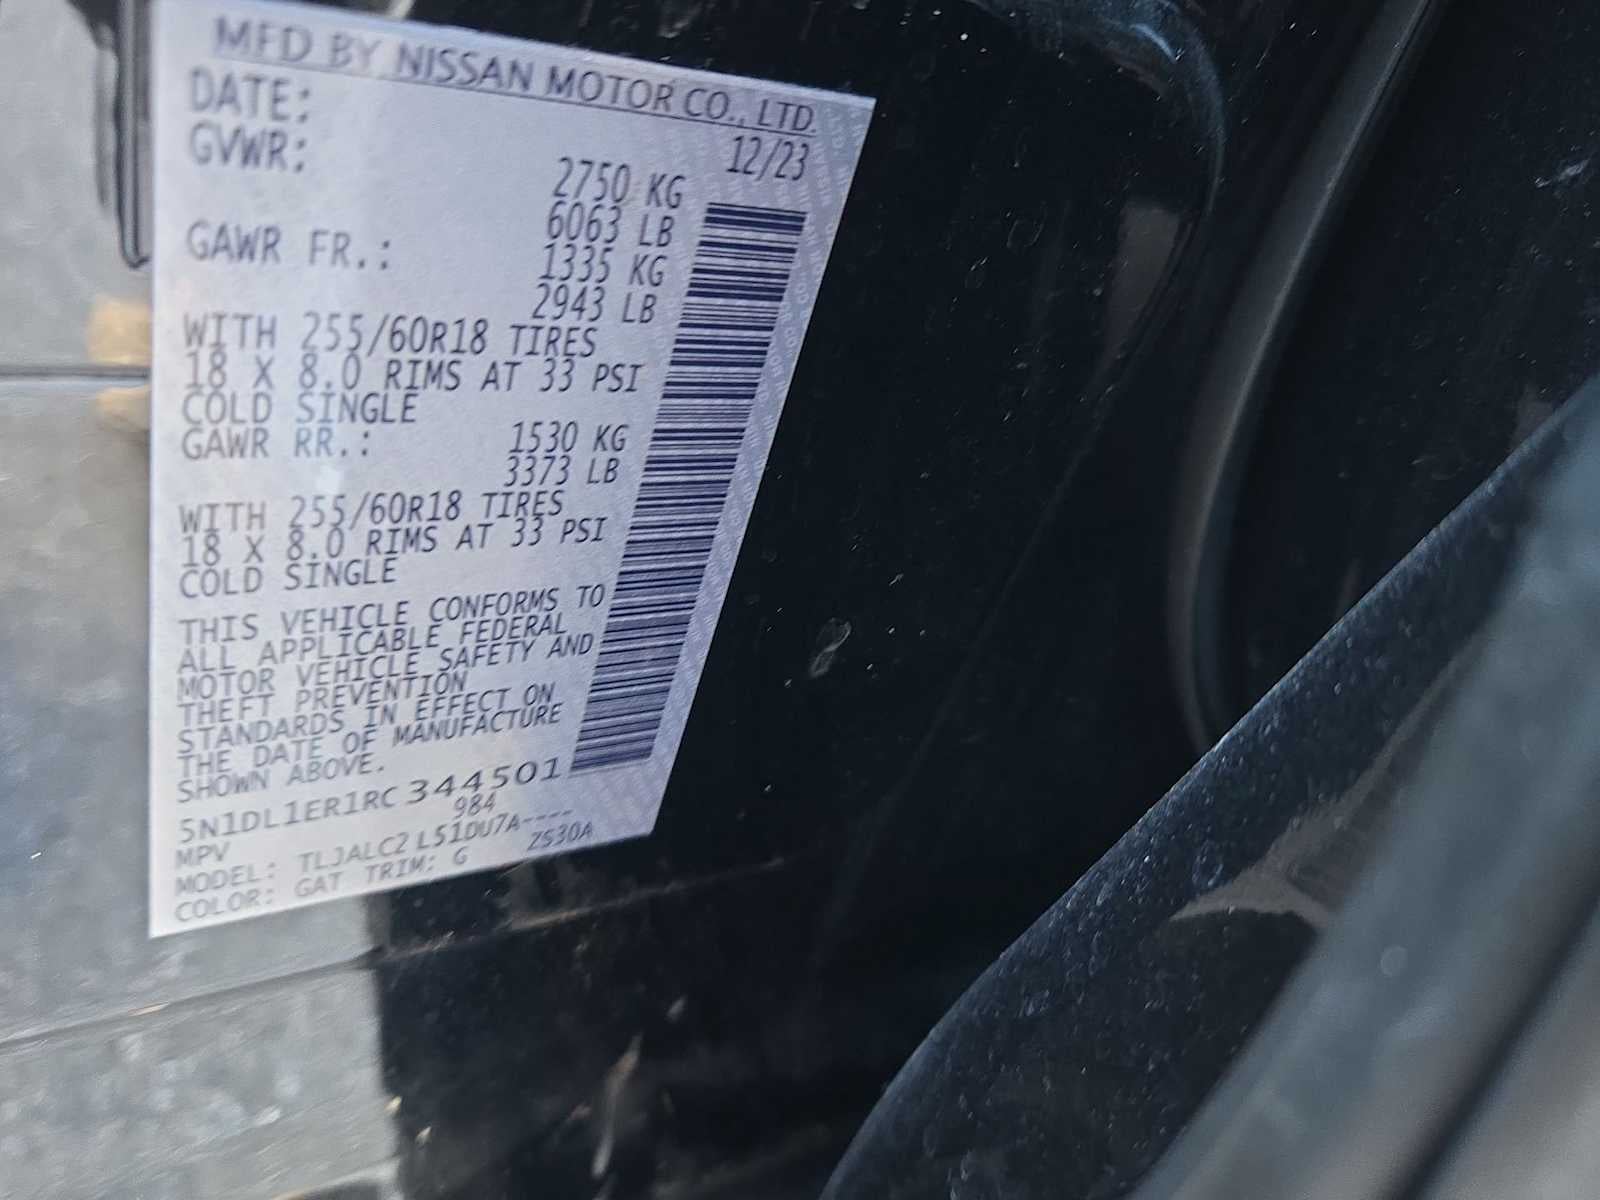 MFD BY NISSAN MOTOR CO., LTD.
DATE: 12/23
GVWR: 2750 KG
6063 LB
GAWR FR.: 1335 KG
2943 LB
WITH 255/60R18 TIRES
18 X 8.0 RIMS AT 33 PSI
COLD SINGLE
GAWR RR.: 1530 KG
3373 LB
WITH 255/60R18 TIRES
18 X 8.0 RIMS AT 33 PSI
COLD SINGLE
THIS VEHICLE CONFORMS TO
ALL APPLICABLE FEDERAL
MOTOR VEHICLE SAFETY AND
THEFT PREVENTION
STANDARDS IN EFFECT ON
THE DATE OF MANUFACTURE
SHOWN ABOVE.
5N1DL1ER1RC 344501
MPV 984
MODEL: TLJALC2 L51DU7A----
COLOR: GAT TRIM: G ZS30A